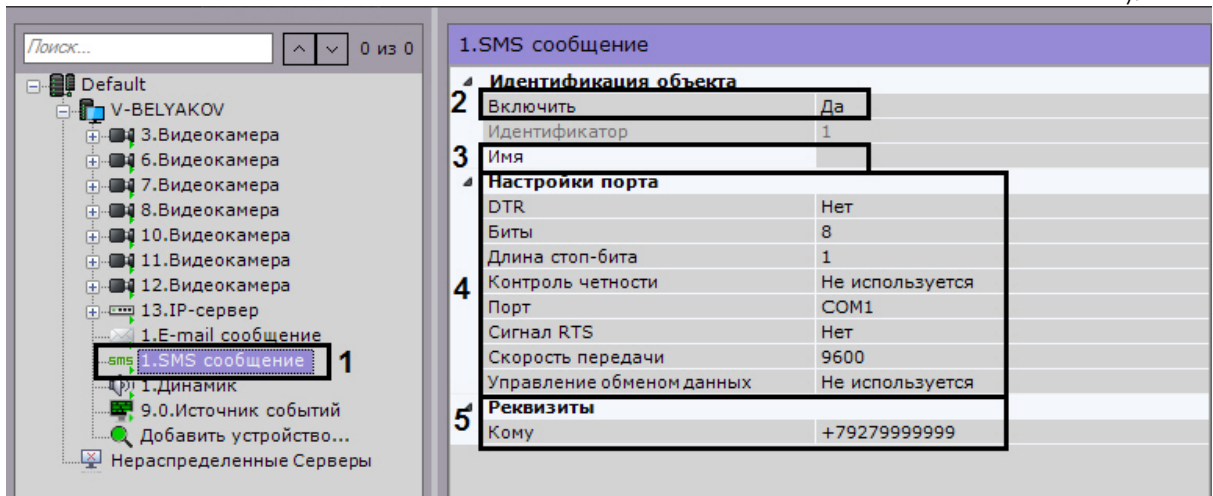 Поиск...
0 из 0
Default
V-BELYAKOV
3.Видеокамера
6.Видеокамера
7.Видеокамера
8.Видеокамера
10.Видеокамера
11.Видеокамера
12.Видеокамера
13.IP-сервер
1.E-mail сообщение
sms 1.SMS сообщение 1
1.Динамик
9.0.Источник событий
Добавить устройство...
Нераспределенные Серверы
1.SMS сообщение
Идентификация объекта
2 Включить Да
Идентификатор 1
3 Имя
Настройки порта
DTR Нет
Биты 8
Длина стоп-бита 1
4 Контроль четности Не используется
Порт COM1
Сигнал RTS Нет
Скорость передачи 9600
Управление обменом данных Не используется
5 Реквизиты
Кому +79279999999